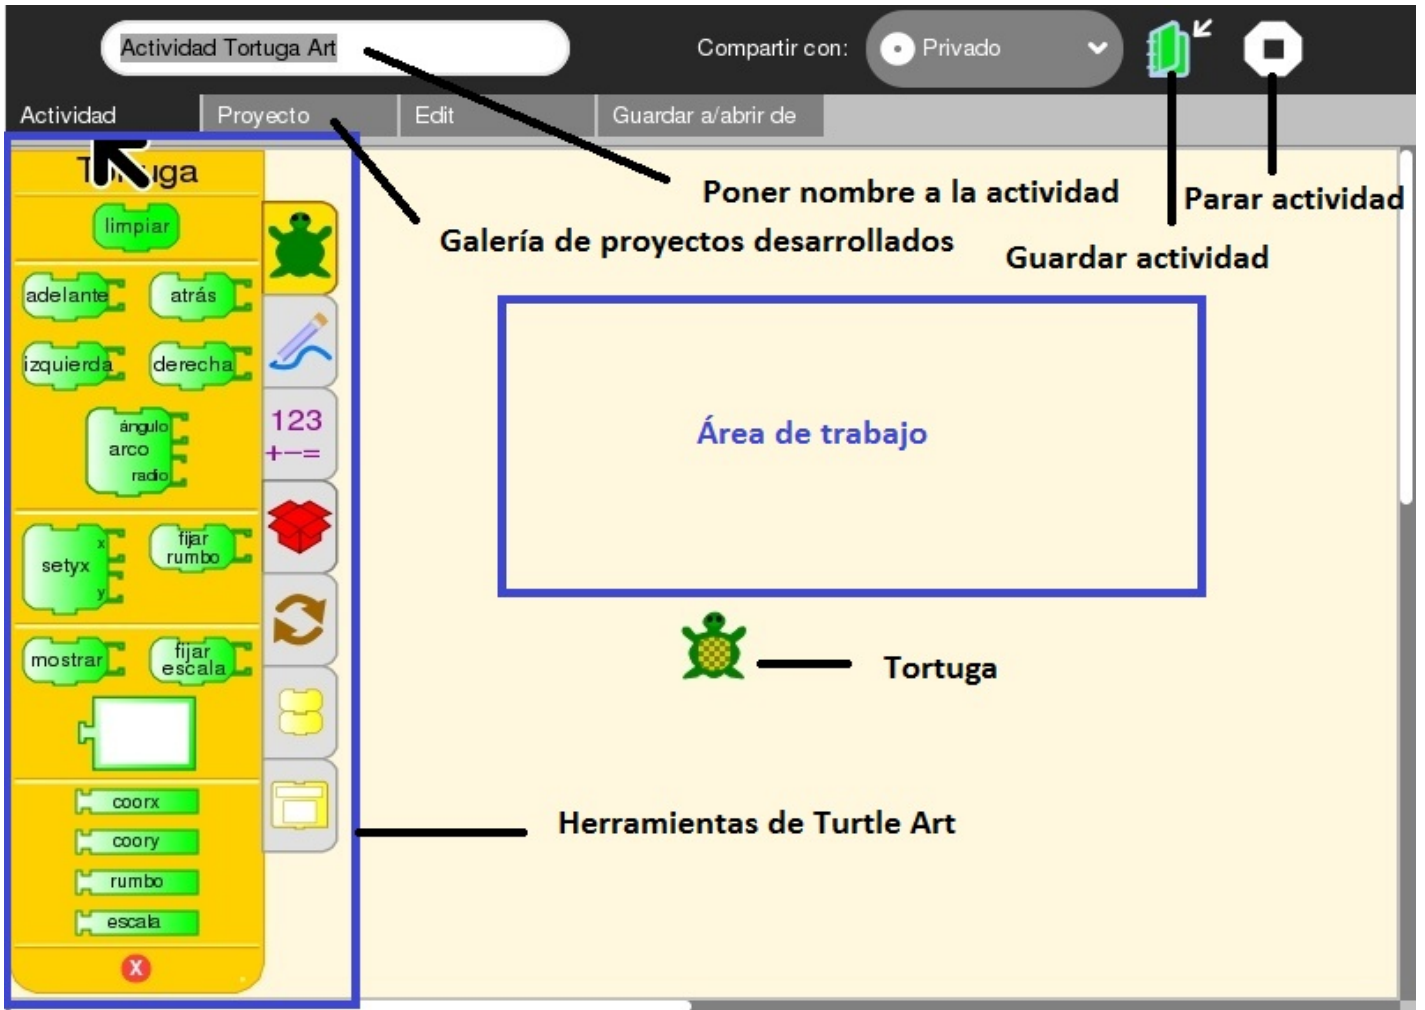 Actividad Tortuga Art
Compartir con:
Privado
Actividad
Proyecto
Edit
Guardar a/abrir de
Poner nombre a la actividad
Parar actividad
Galería de proyectos desarrollados
Guardar actividad
Tortuga
limpiar
adelante
atrás
izquierda
derecha
ángulo
arco
radio
x
setyx
y
fijar
rumbo
mostrar
fijar
escala
coorx
coory
rumbo
escala
X
123
+−=
Área de trabajo
Tortuga
Herramientas de Turtle Art